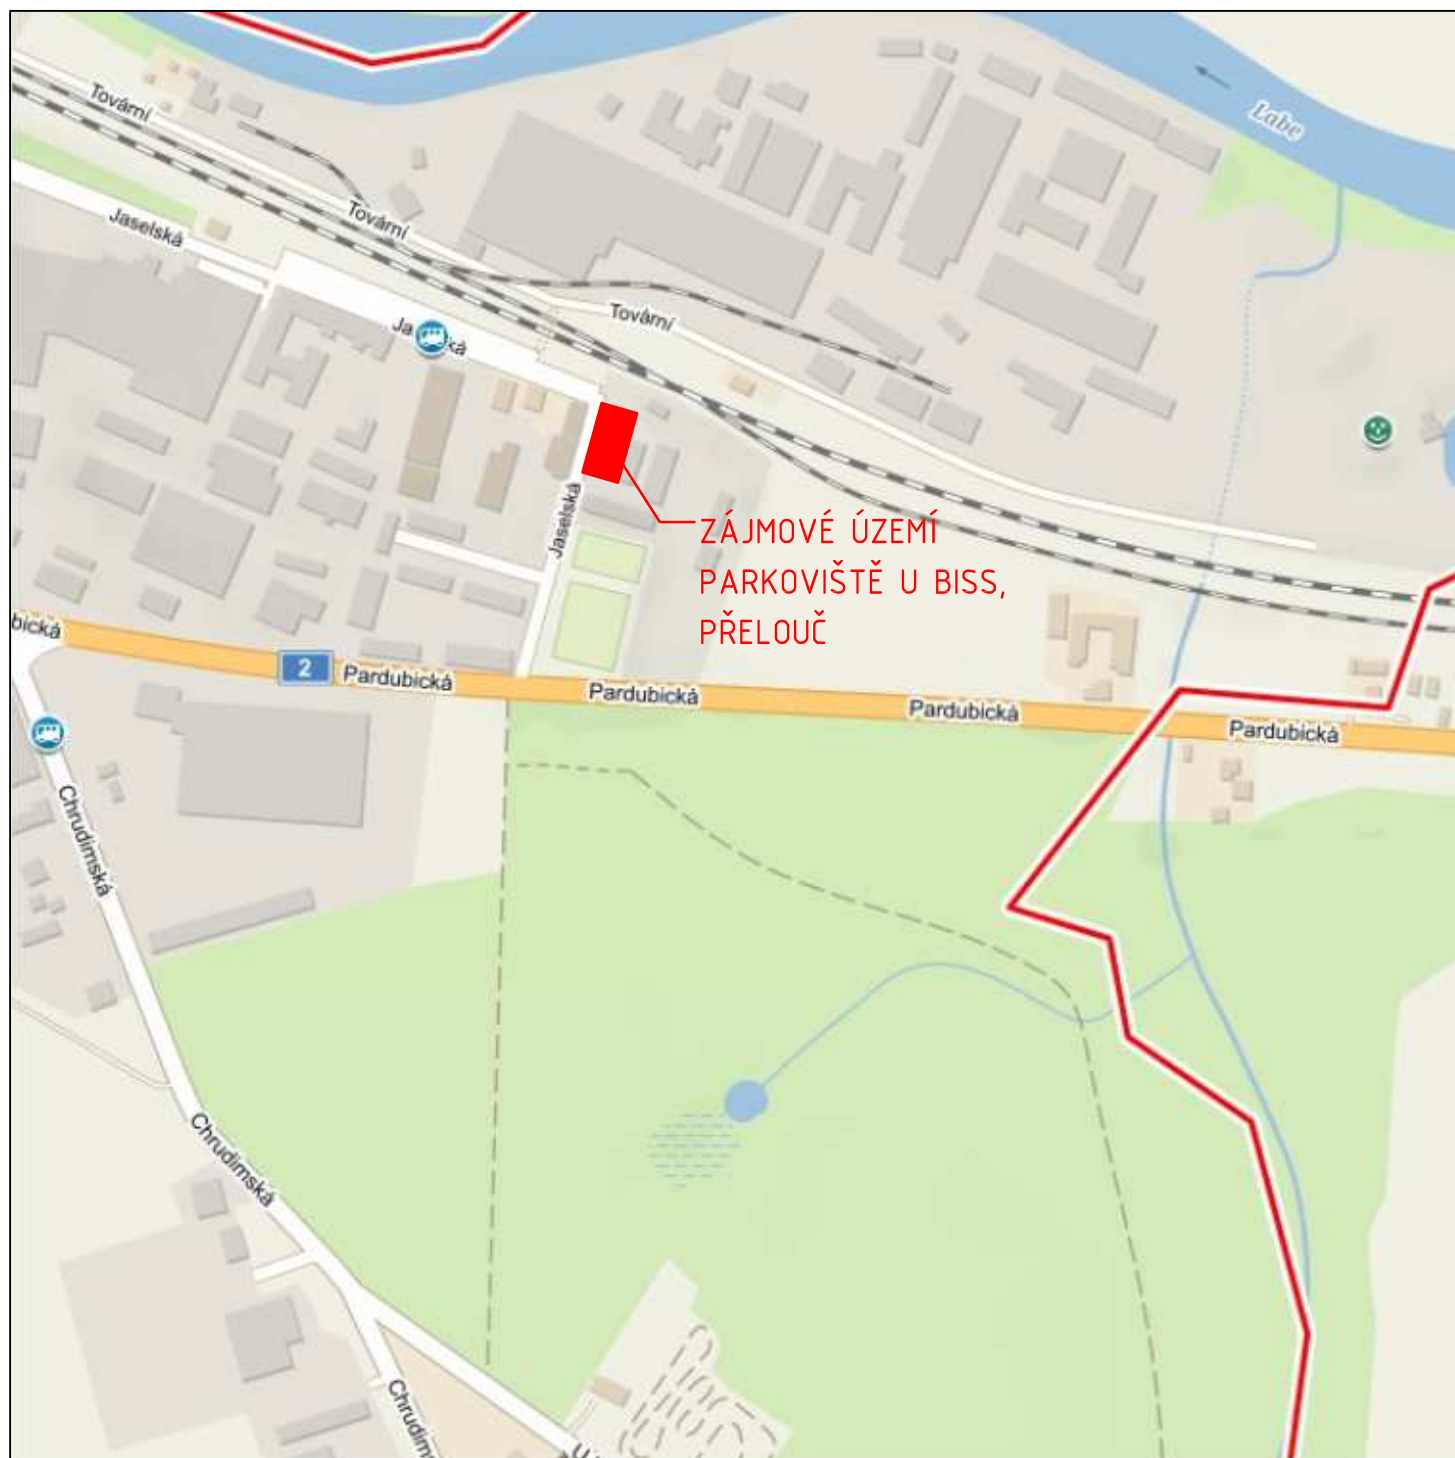 Labe
Tovární
Tovární
Jaselská
Tovární
Ja
ká
Jaselská
ZÁJMOVÉ ÚZEMÍ
PARKOVIŠTĚ U BISS,
PŘELOUČ
bická
2
Pardubická
Pardubická
Pardubická
Pardubická
Chrudimská
Chrudimská
Chrudim
U